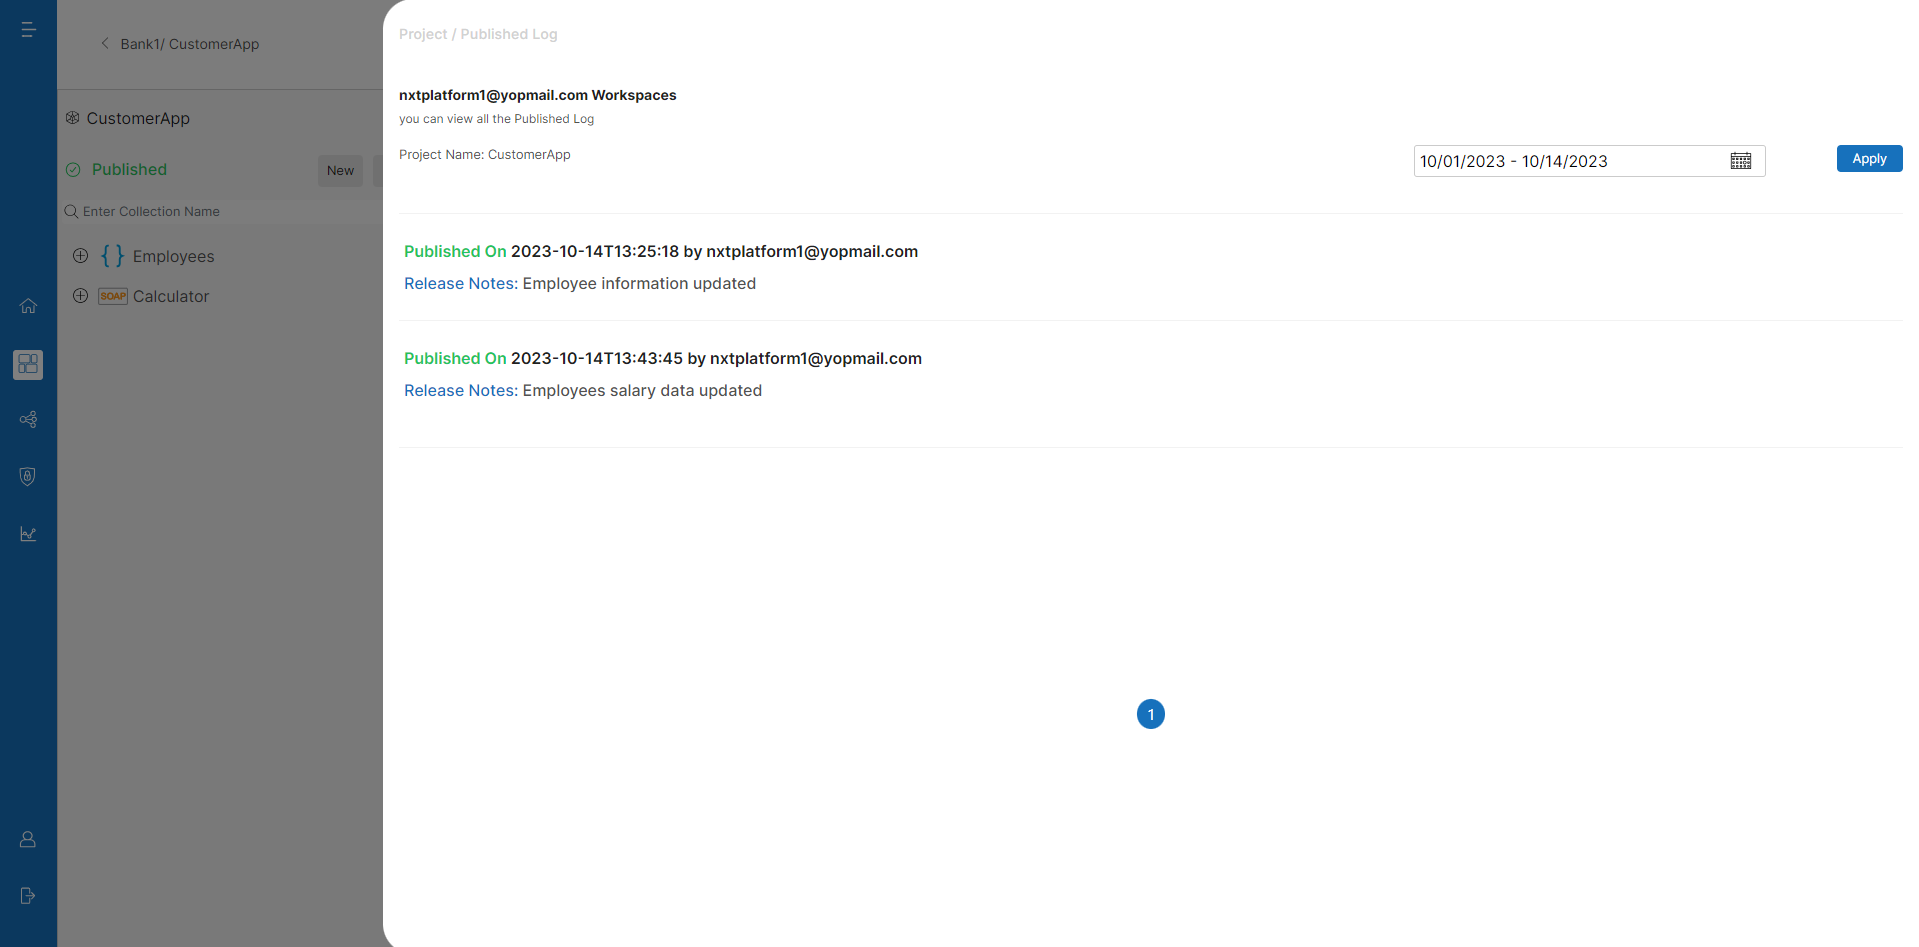 Bank1/ CustomerApp
CustomerApp
Published
New
Enter Collection Name
{ } Employees
SOAP Calculator
Project / Published Log
nxtplatform1@yopmail.com Workspaces
you can view all the Published Log
Project Name: CustomerApp
10/01/2023 - 10/14/2023
Apply
Published On 2023-10-14T13:25:18 by nxtplatform1@yopmail.com
Release Notes: Employee information updated
Published On 2023-10-14T13:43:45 by nxtplatform1@yopmail.com
Release Notes: Employees salary data updated
1